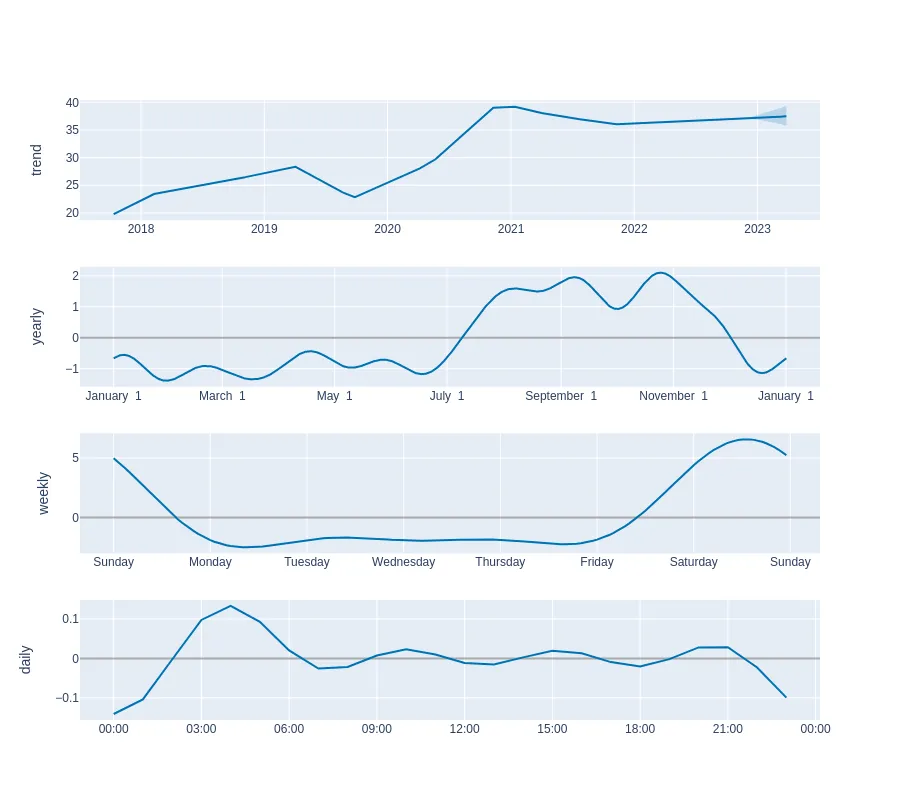 trend
40
35
30
25
20
2018 2019 2020 2021 2022 2023
yearly
2
1
0
−1
January 1 March 1 May 1 July 1 September 1 November 1 January 1
weekly
5
0
Sunday Monday Tuesday Wednesday Thursday Friday Saturday Sunday
daily
0.1
0
−0.1
00:00 03:00 06:00 09:00 12:00 15:00 18:00 21:00 00:00